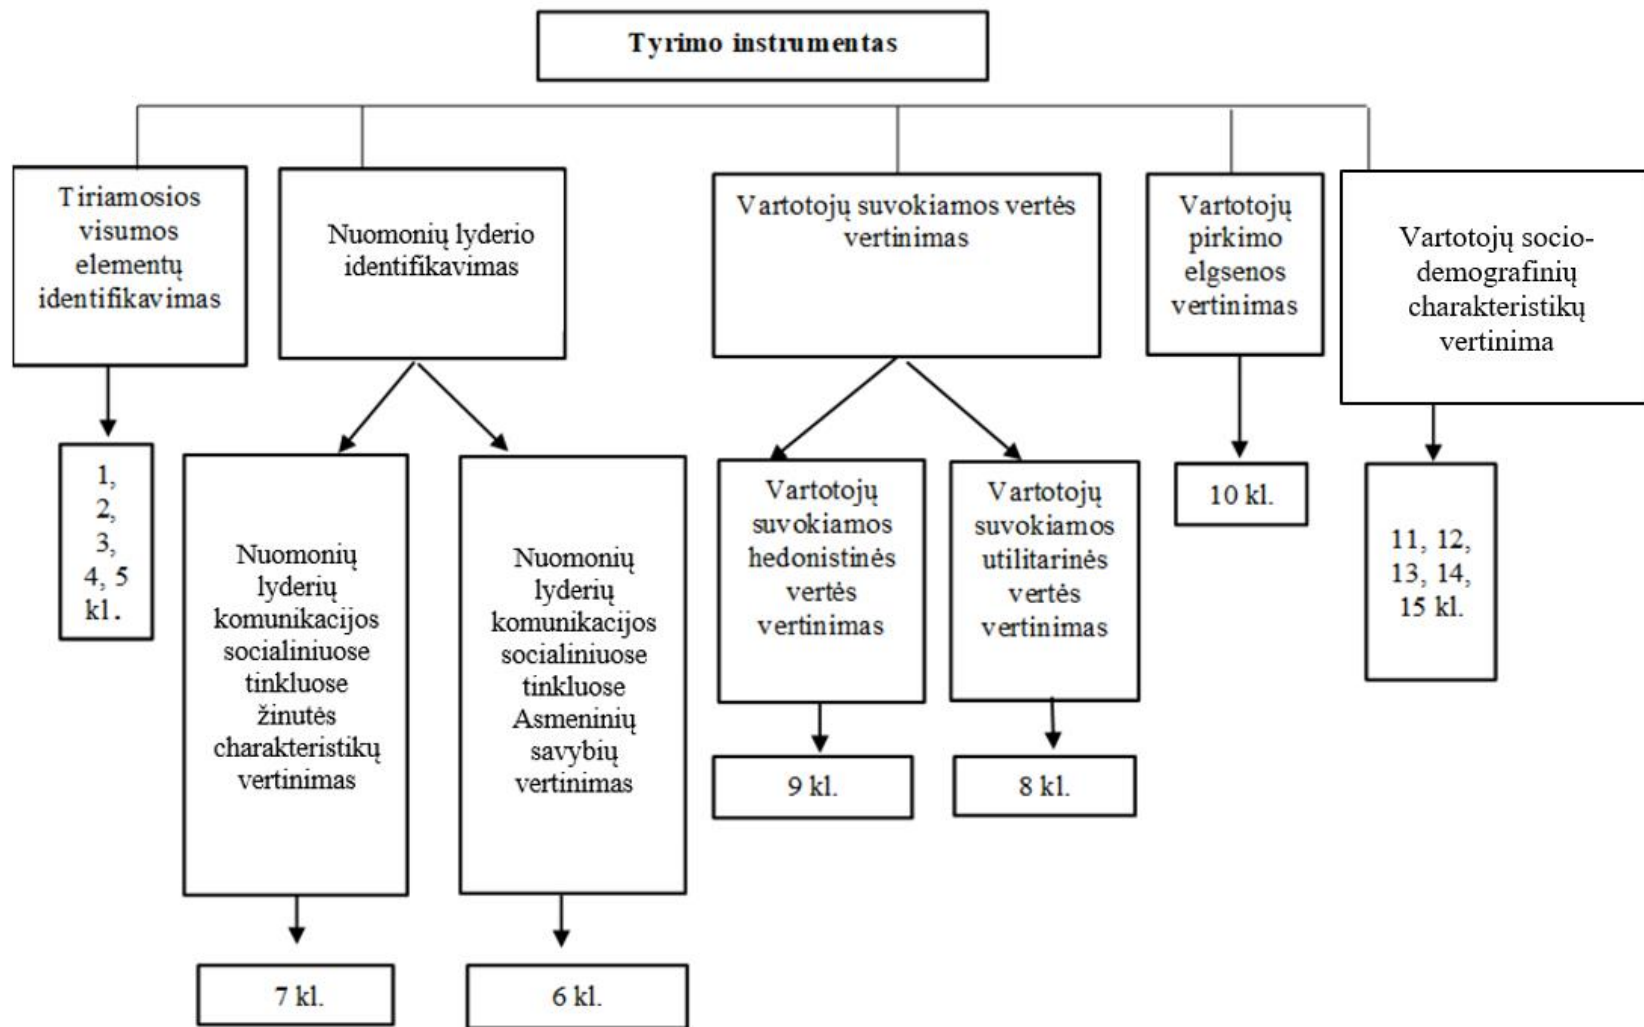 Tyrimo instrumentas
Tiriamosios
visumos
elementų
identifikavimas
Nuomonių lyderio
identifikavimas
Vartotojų suvokiamos vertės
vertinimas
Vartotojų
pirkimo
elgsenos
vertinimas
Vartotojų socio-
demografinių
charakteristikų
vertinima
1,
2,
3,
4, 5
kl.
Nuomonių
lyderių
komunikacijos
socialiniuose
tinkluose
žinutės
charakteristikų
vertinimas
Nuomonių
lyderių
komunikacijos
socialiniuose
tinkluose
Asmeninių
savybių
vertinimas
Vartotojų
suvokiamos
hedonistinės
vertės
vertinimas
Vartotojų
suvokiamos
utilitarinės
vertės
vertinimas
10 kl.
11, 12,
13, 14,
15 kl.
9 kl.
8 kl.
7 kl.
6 kl.